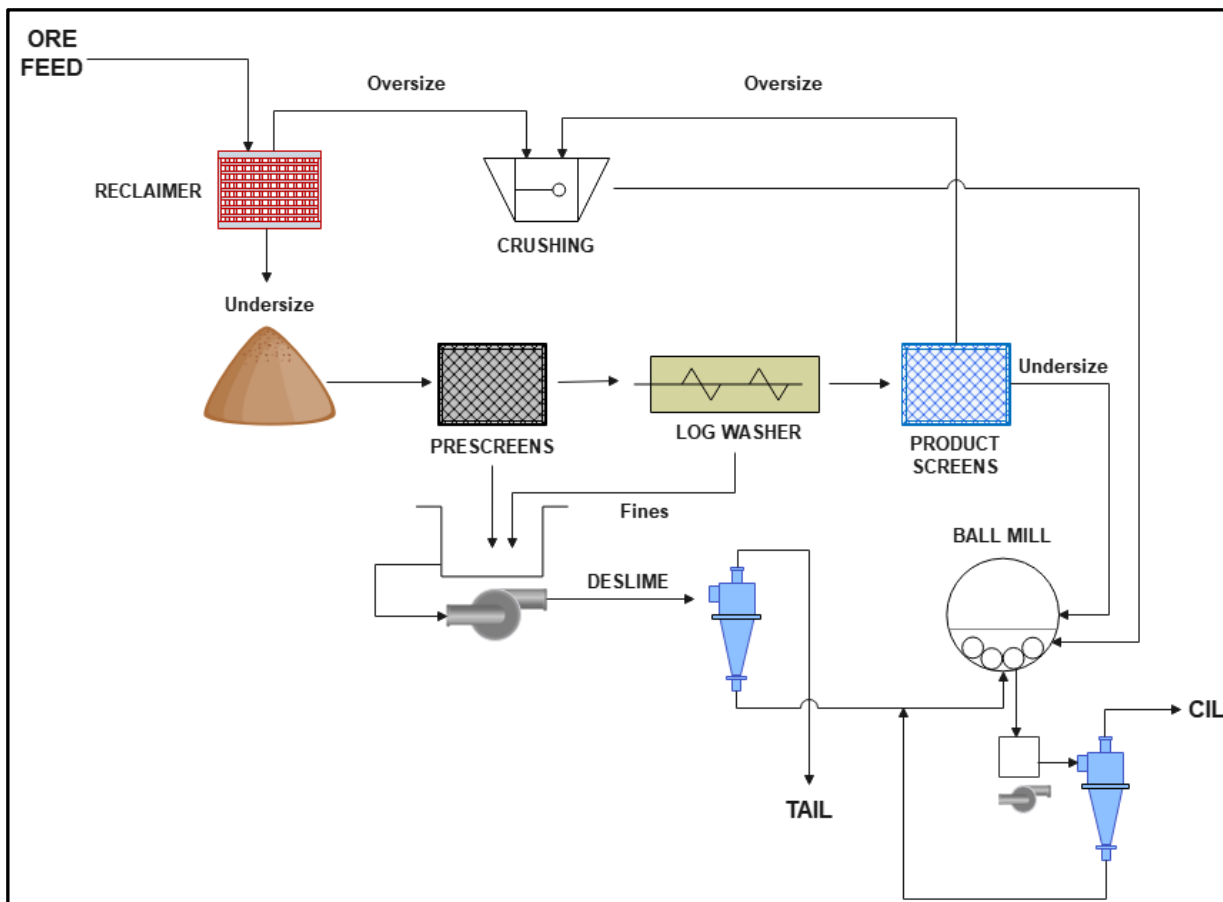 ORE
FEED
Oversize
Oversize
RECLAIMER
CRUSHING
Undersize
Undersize
PRESCREENS
LOG WASHER
PRODUCT
SCREENS
Fines
BALL MILL
DESLIME
CIL
TAIL